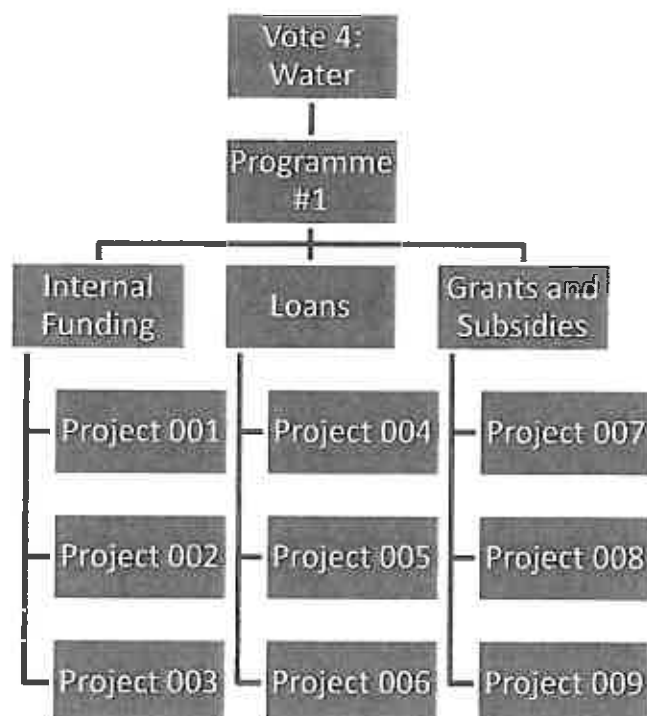 Vote 4:
Water
Programme
#1
Internal
Funding
Loans
Grants and
Subsidies
Project 001
Project 004
Project 007
Project 002
Project 005
Project 008
Project 003
Project 006
Project 009